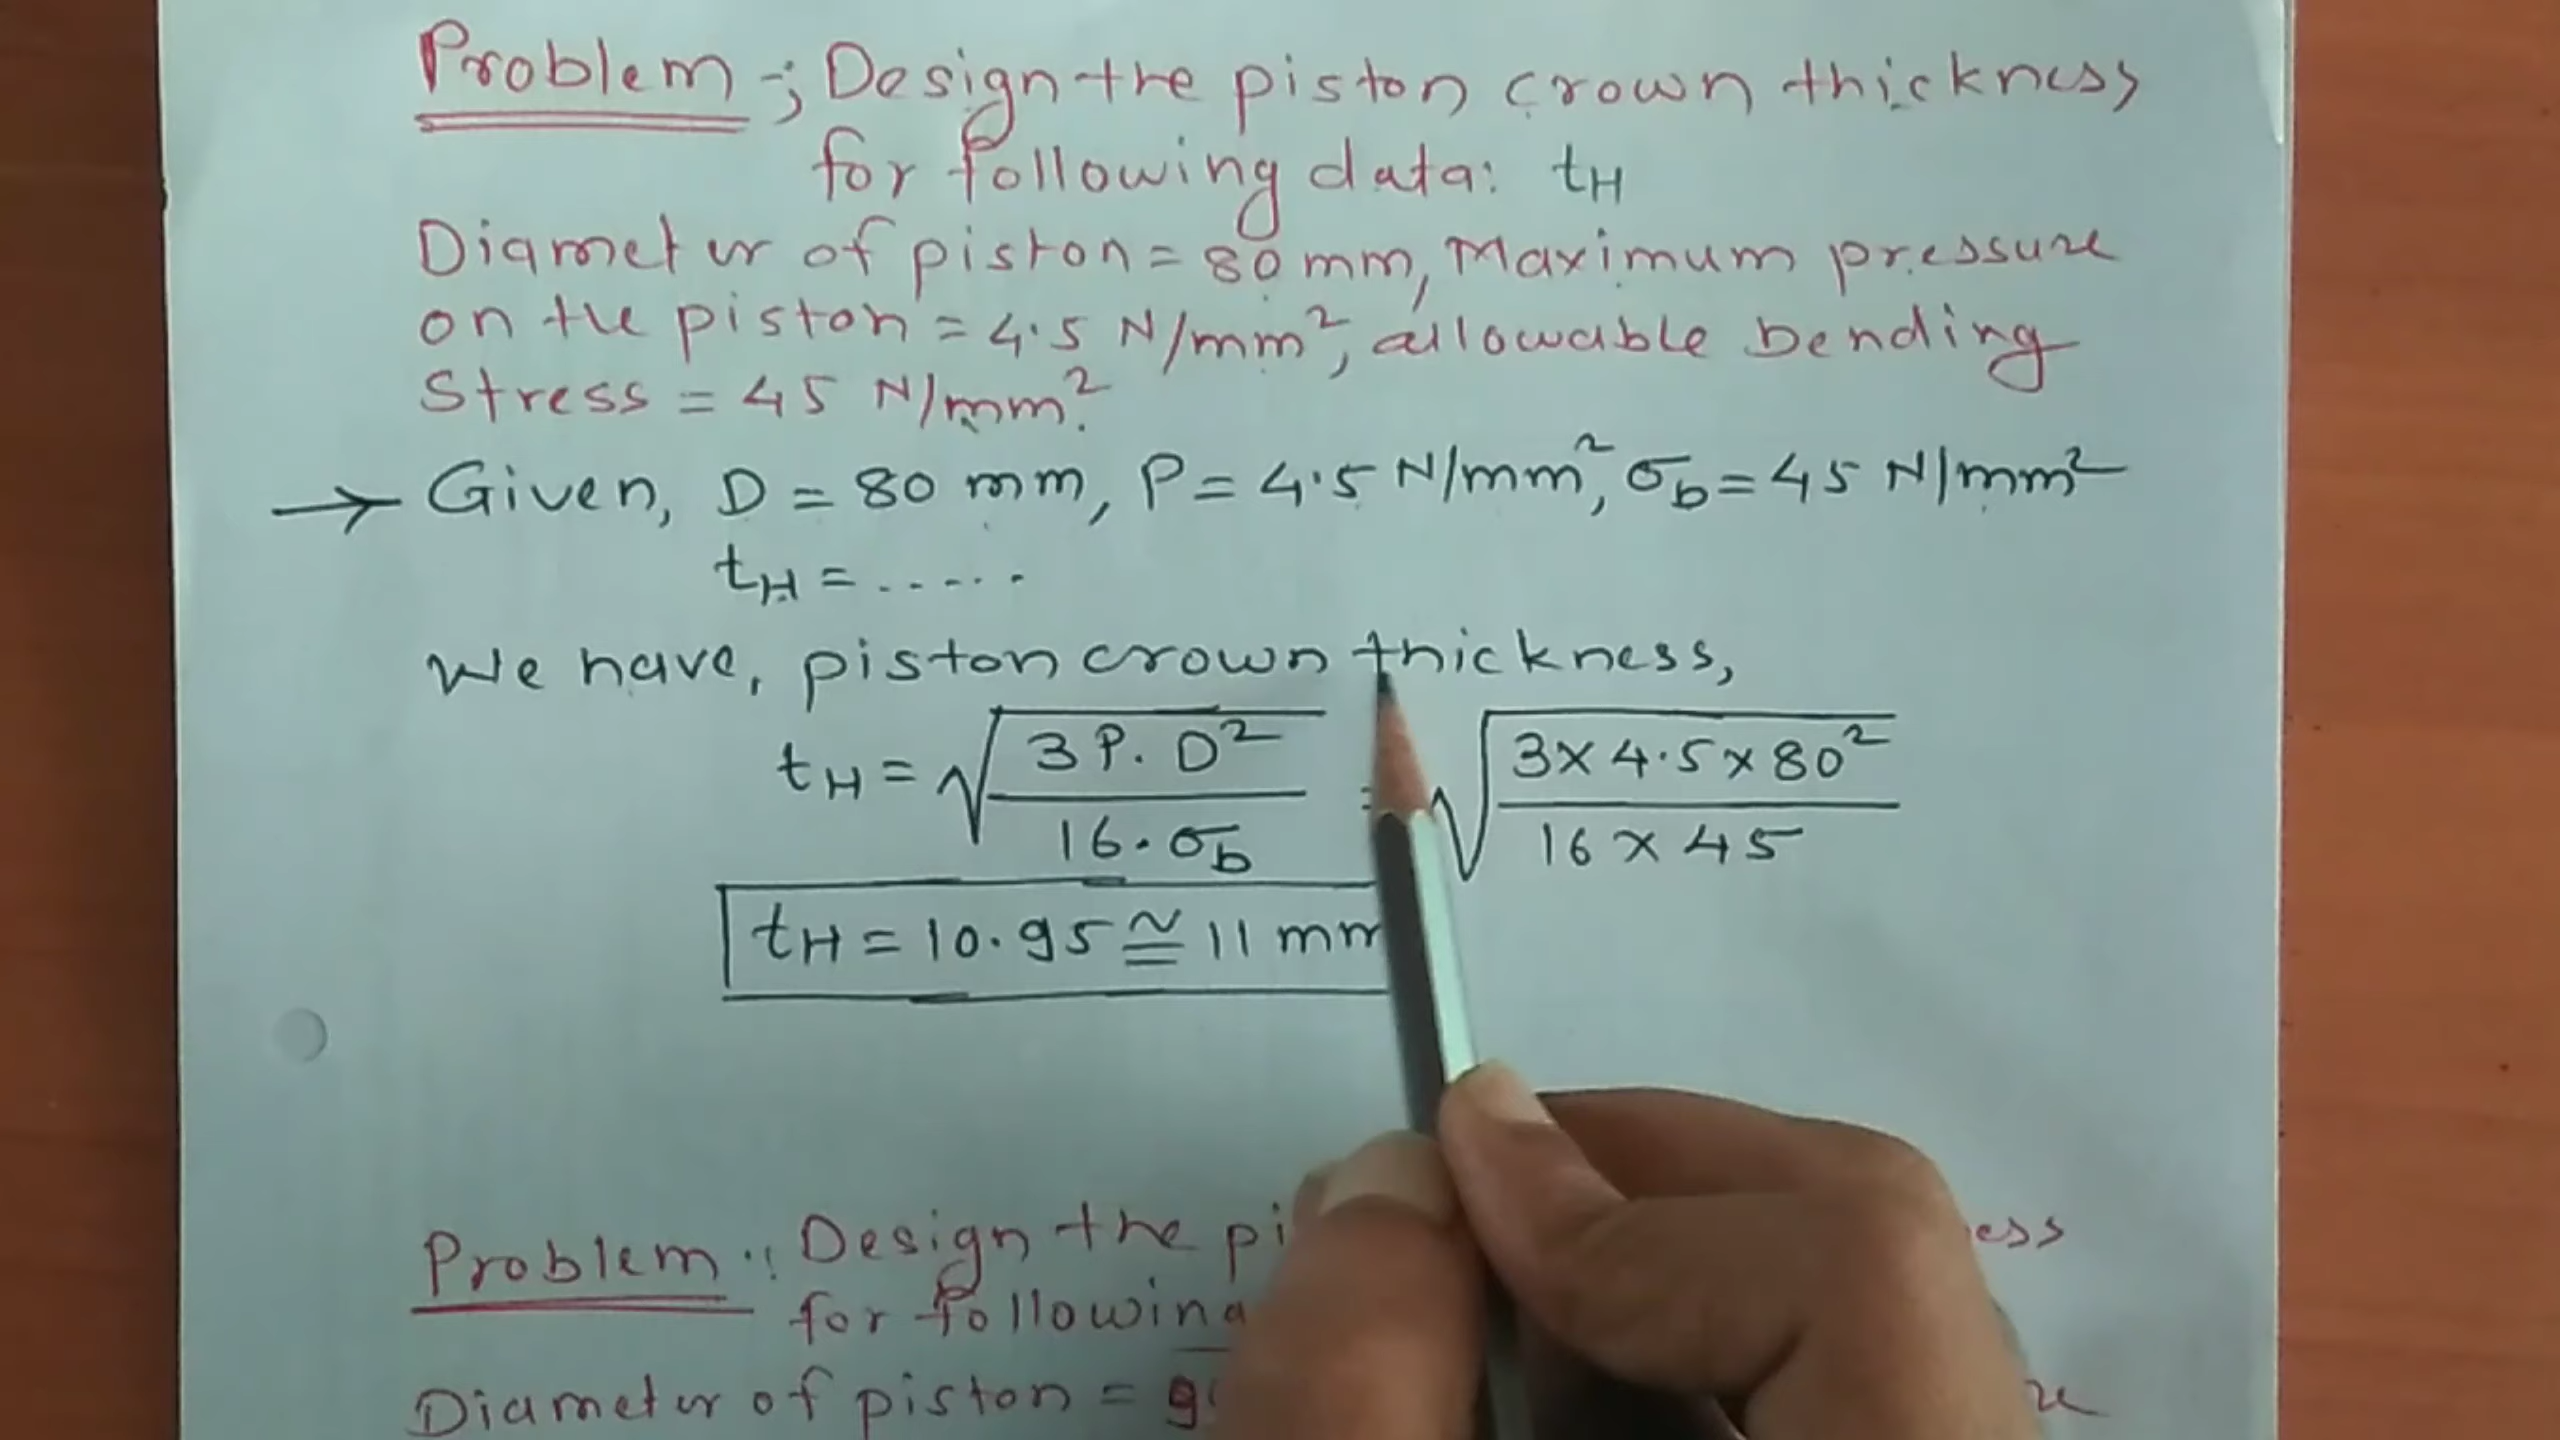 Problem :- Design the piston crown thickness
for following data: tH
Diameter of piston = 80 mm, Maximum pressure
on the piston = 4.5 N/mm², allowable bending
Stress = 45 N/mm².
→ Given, D = 80 mm, P = 4.5 N/mm², σb = 45 N/mm²
tH = .....
We have, piston crown thickness,
tH = √(3 P. D² / 16. σb) = √(3 x 4.5 x 80² / 16 x 45)
tH = 10.95 ≅ 11 mm
Problem : Design the
for following
Diameter of piston =